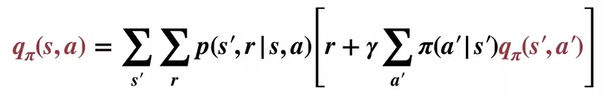 q_π(s,a) = ∑_{s'} ∑_r p(s',r|s,a) [r + γ ∑_{a'} π(a'|s')q_π(s',a')]